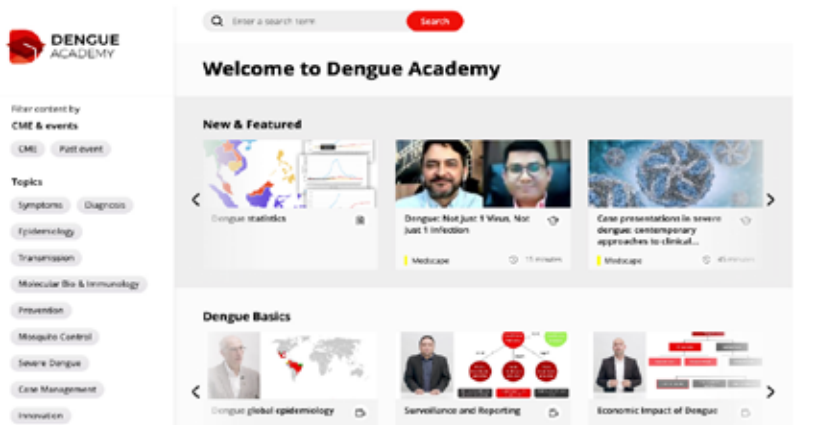 DENGUE
ACADEMY
Enter a search term
Search
Welcome to Dengue Academy
Filter content by
CME & events
CME
Past event
Topics
Symptoms
Diagnosis
Epidemiology
Transmission
Molecular Bio & Immunology
Prevention
Mosquito Control
Severe Dengue
Case Management
Innovation
New & Featured
Dengue statistics
Dengue: Not Just 1 Virus, Not
Just 1 Infection
Medscape
15 minutes
Case presentations in severe
dengue: contemporary
approaches to clinical...
Medscape
45 minutes
Dengue Basics
Dengue global epidemiology
Surveillance and Reporting
Economic Impact of Dengue